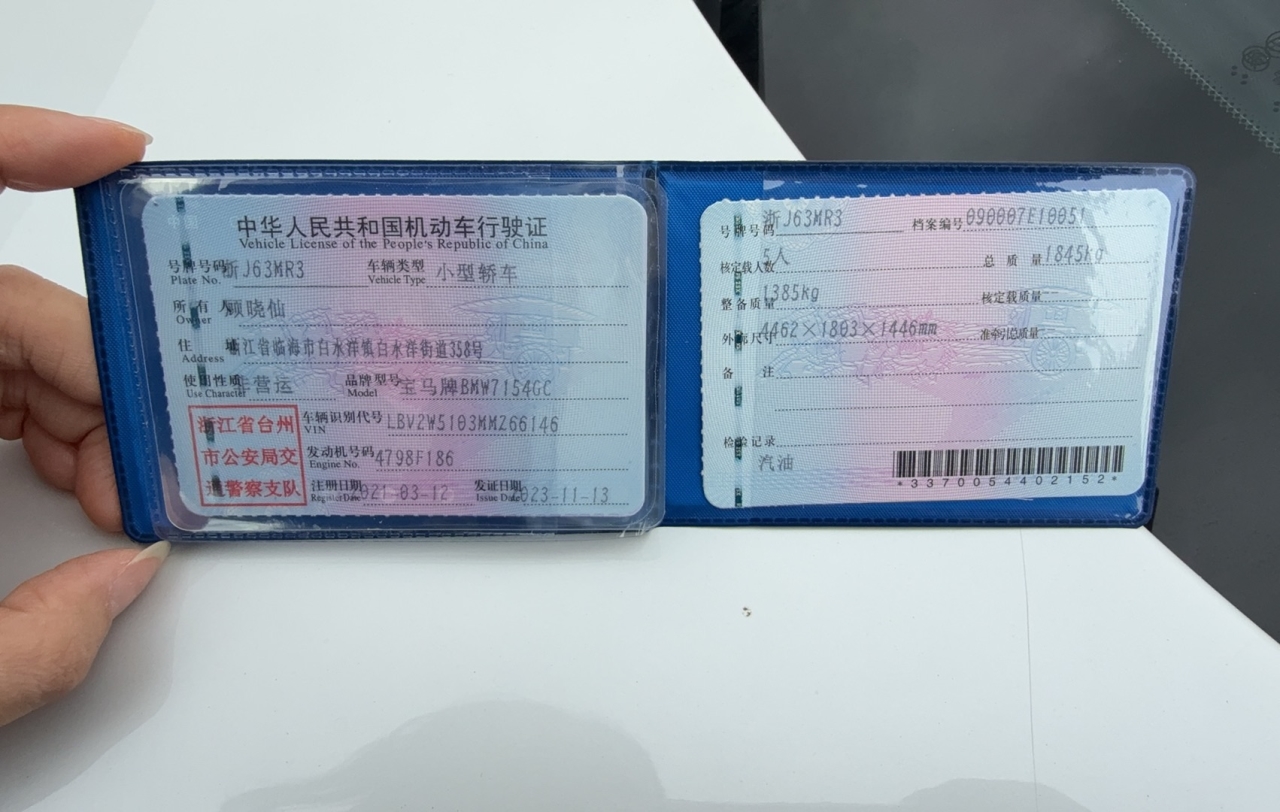 中华人民共和国机动车行驶证
Vehicle License of the People's Republic of China
号牌号码 浙J63MR3 车辆类型 小型轿车
Plate No. Vehicle Type
所有人 顾晓仙
Owner
住址 浙江省临海市白水洋镇白水洋街道358号
Address
使用性质 非营运 品牌型号 宝马牌BMW7154GC
Use Character Model
浙江省台州
市公安局交
通警察支队
车辆识别代号 LBV2W5103MMZ66146
VIN
发动机号码 4798F186
Engine No.
注册日期 021-03-12 发证日期 023-11-13
Register Date Issue Date
号牌号码 浙J63MR3 档案编号 090007E10051
核定载人数 5人 总质量 1845kg
整备质量 1385kg 核定载质量 --
外廓尺寸 4462×1803×1446mm 准牵引总质量 --
备注
检验记录
汽油
*3370054402152*